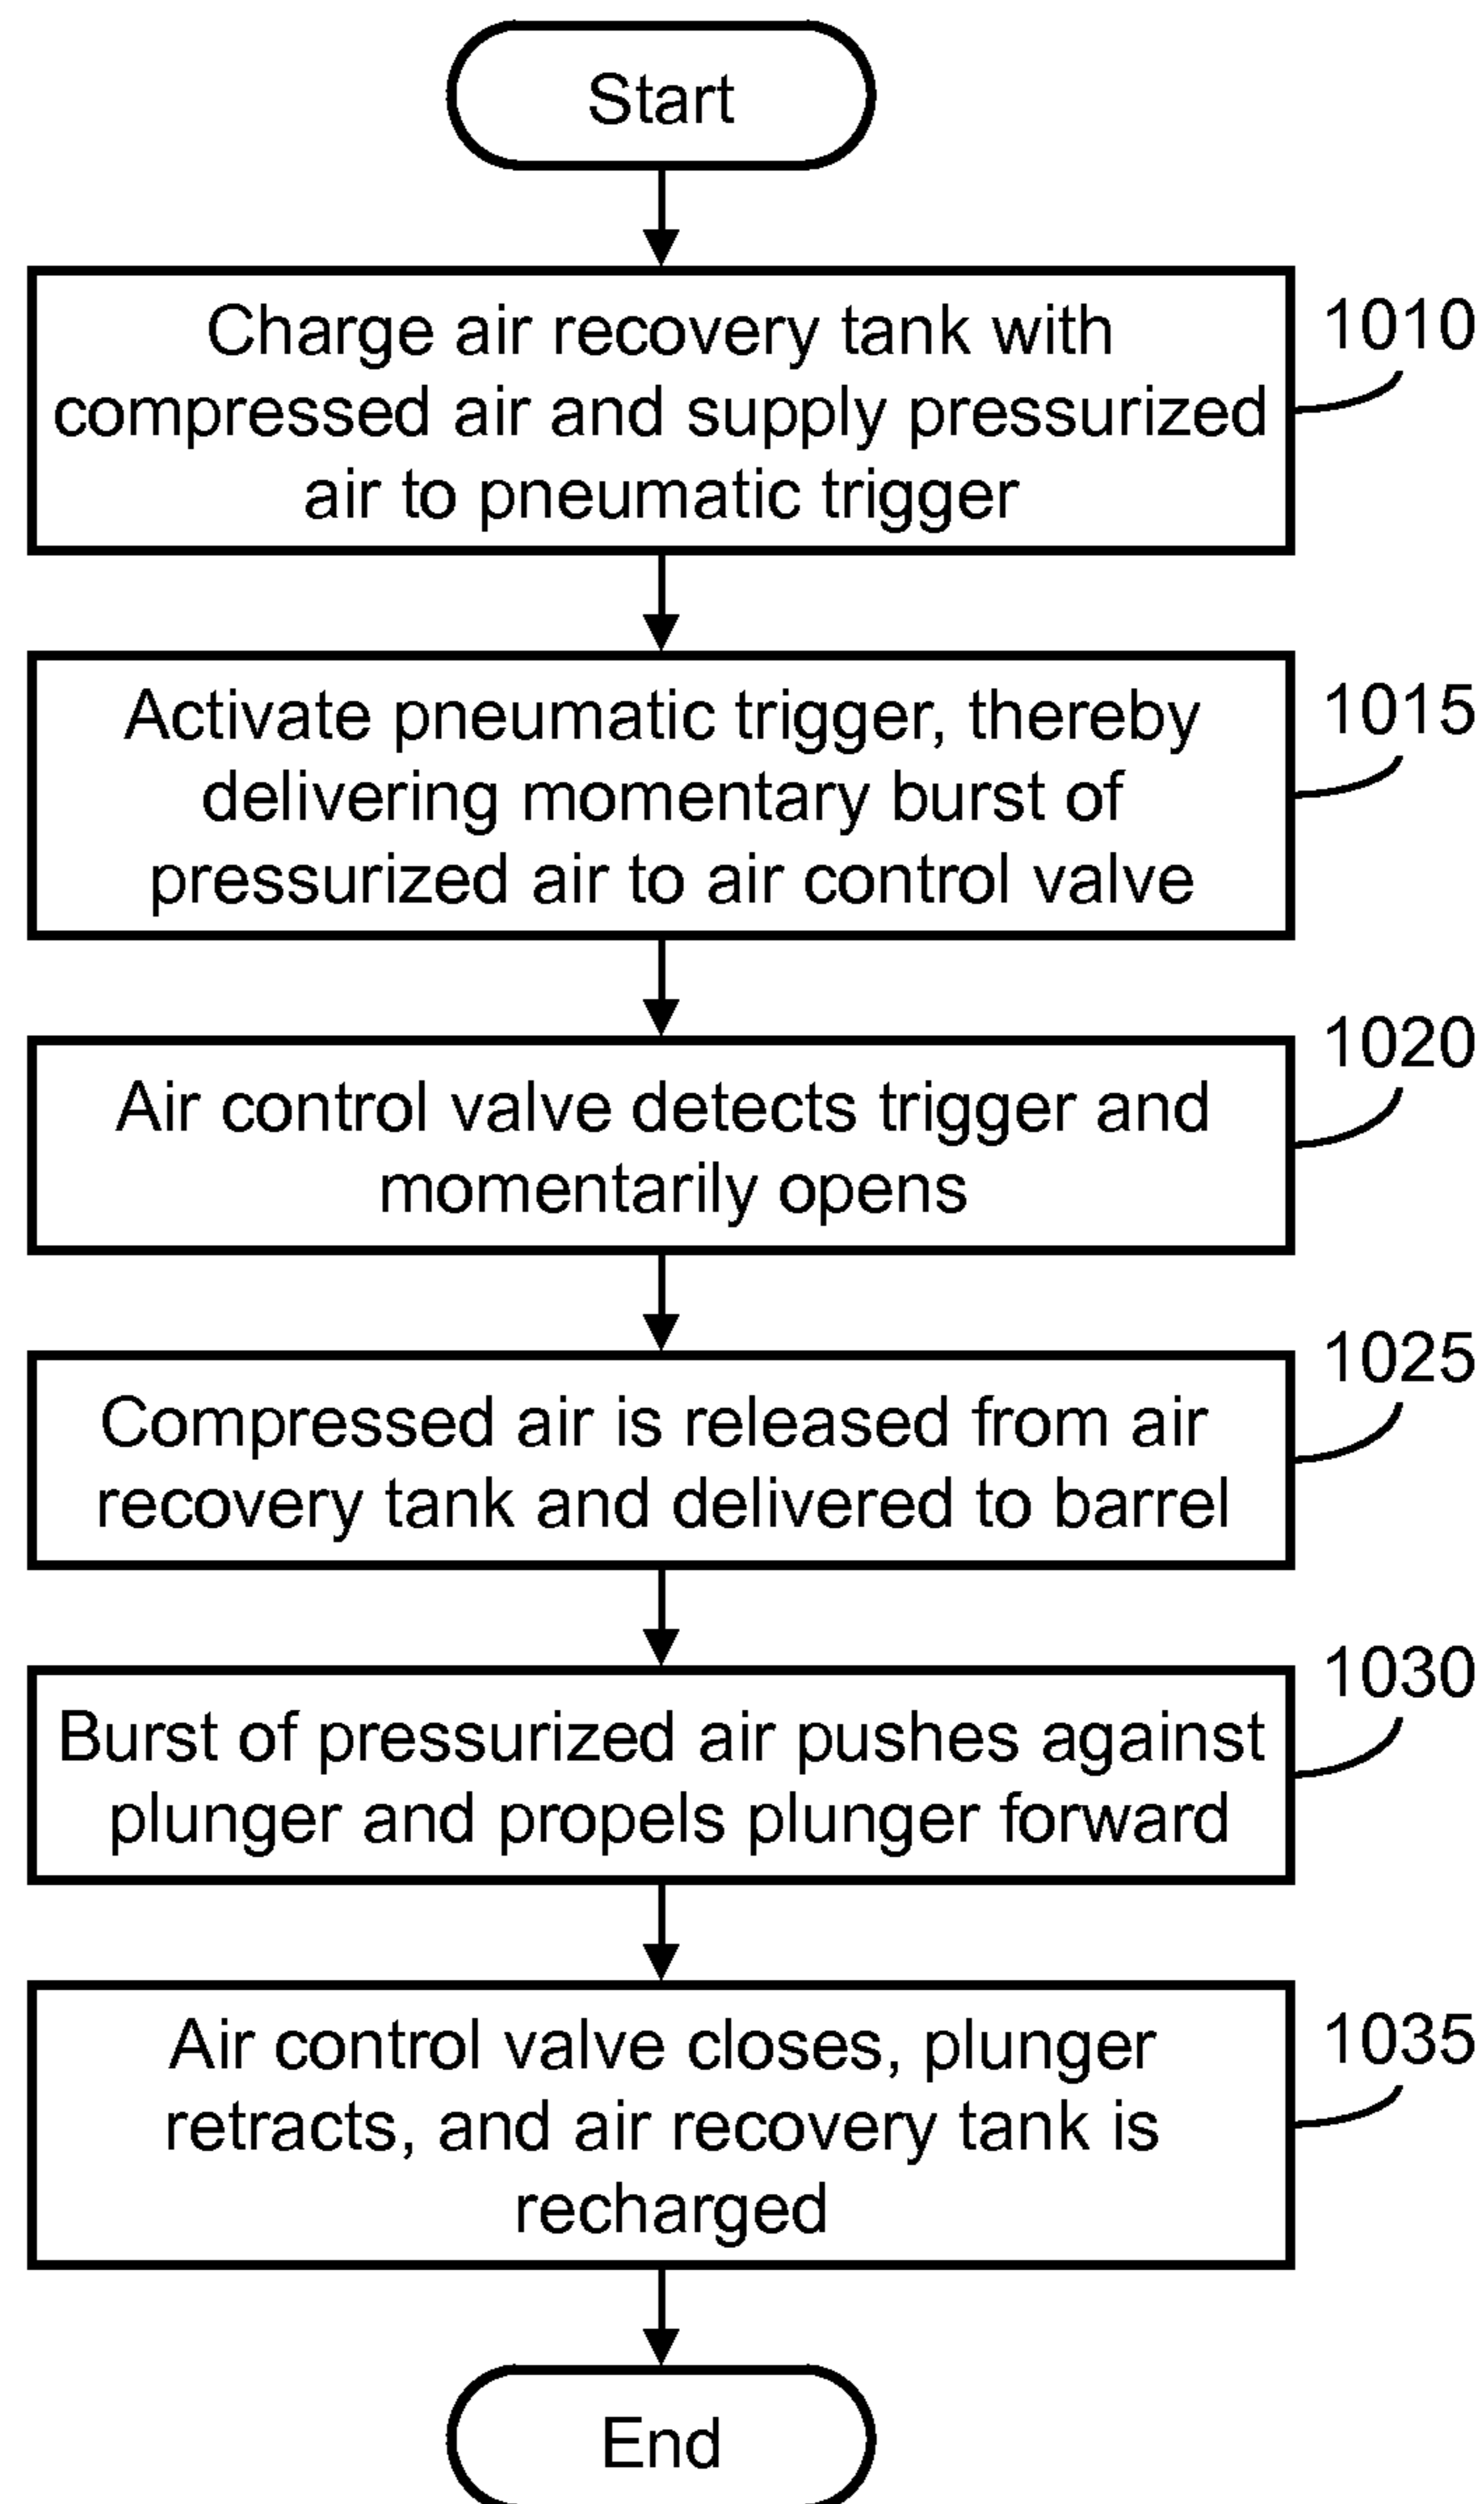 Start
Charge air recovery tank with
compressed air and supply pressurized
air to pneumatic trigger
1010
Activate pneumatic trigger, thereby
delivering momentary burst of
pressurized air to air control valve
1015
Air control valve detects trigger and
momentarily opens
1020
Compressed air is released from air
recovery tank and delivered to barrel
1025
Burst of pressurized air pushes against
plunger and propels plunger forward
1030
Air control valve closes, plunger
retracts, and air recovery tank is
recharged
1035
End